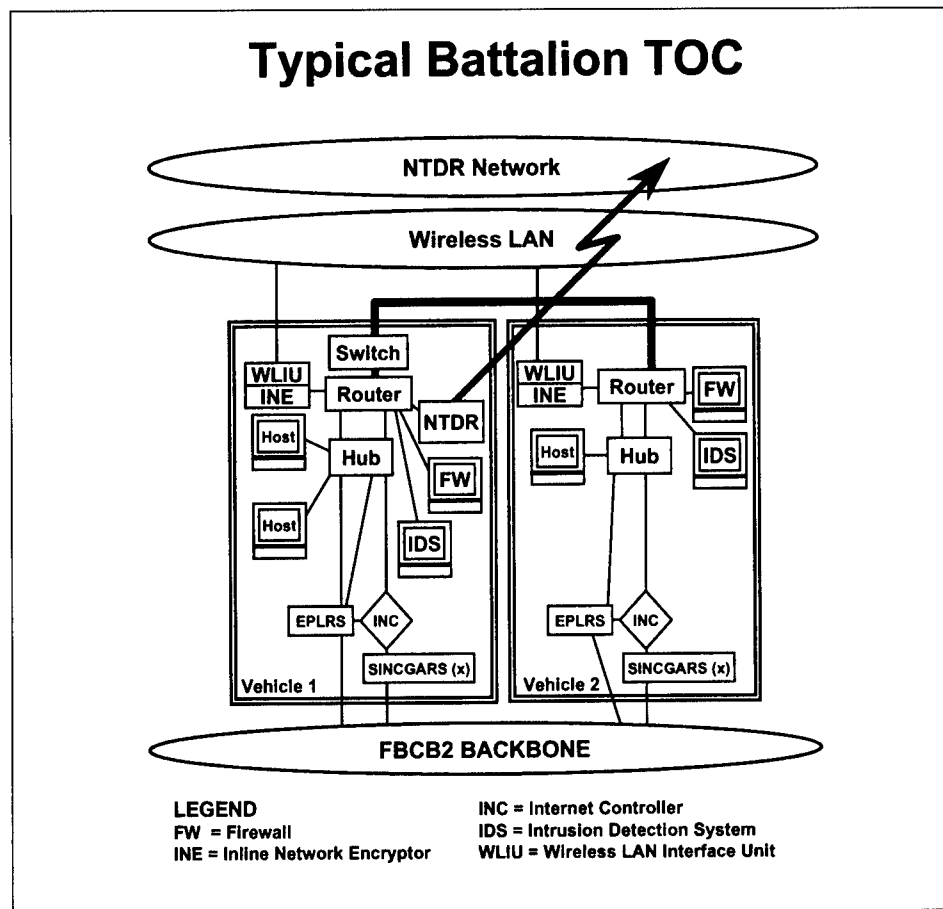 Typical Battalion TOC
NTDR Network
Wireless LAN
Switch
WLIU
INE
Router
NTDR
Host
Hub
FW
Host
IDS
EPLRS
INC
SINCGARS (x)
Vehicle 1
WLIU
INE
Router
FW
Host
Hub
IDS
EPLRS
INC
SINCGARS (x)
Vehicle 2
FBCB2 BACKBONE
LEGEND
FW = Firewall
INE = Inline Network Encryptor
INC = Internet Controller
IDS = Intrusion Detection System
WLIU = Wireless LAN Interface Unit